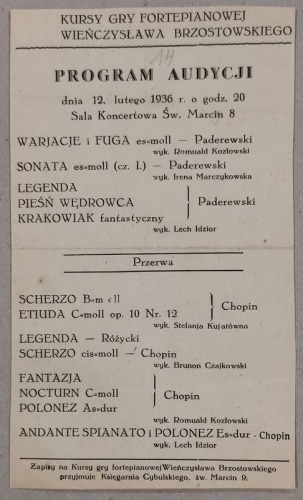 KURSY GRY FORTEPIANOWEJ
WIEŃCZYSŁAWA BRZOSTOWSKIEGO
14
PROGRAM AUDYCJI
dnia 12. lutego 1936 r. o godz. 20
Sala Koncertowa Św. Marcin 8
WARJACJE i FUGA es=moll — Paderewski
wyk. Romuald Kozłowski
SONATA es=moll (cz. I.) — Paderewski
wyk. Irena Marczykowska
LEGENDA
PIEŚŃ WĘDROWCA } Paderewski
KRAKOWIAK fantastyczny
wyk. Lech Idzior
Przerwa
SCHERZO B=moll
ETIUDA C=moll op. 10 Nr. 12 } Chopin
wyk. Stefanja Kujatówna
LEGENDA — Różycki
SCHERZO cis=moll — Chopin
wyk. Brunon Czajkowski
FANTAZJA
NOCTURN C=moll } Chopin
POLONEZ As=dur
wyk. Romuald Kozłowski
ANDANTE SPIANATO i POLONEZ Es=dur - Chopin
wyk. Lech Idzior
Zapisy na Kursy gry fortepianowej Wieńczysława Brzostowskiego
przyjmuje Księgarnia Cybulskiego, św. Marcin 9.